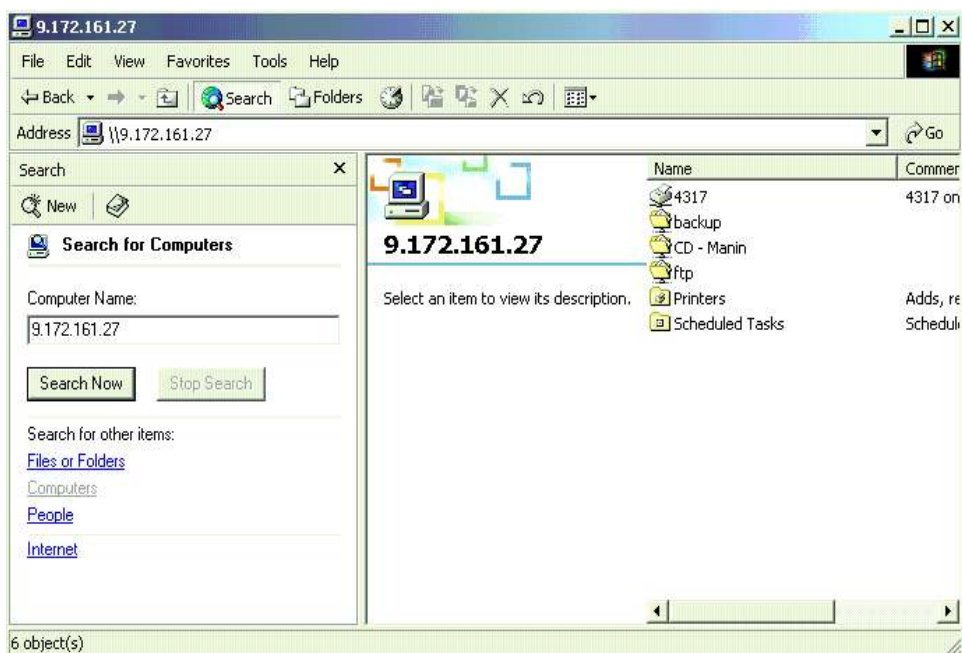 9.172.161.27
File Edit View Favorites Tools Help
Back Search Folders
Address \\9.172.161.27 Go
Search
New
Search for Computers
Computer Name:
9.172.161.27
Search Now Stop Search
Search for other items:
Files or Folders
Computers
People
Internet
9.172.161.27
Select an item to view its description.
Name Commer
4317 4317 on
backup
CD - Manin
ftp
Printers Adds, re
Scheduled Tasks Schedul
6 object(s)